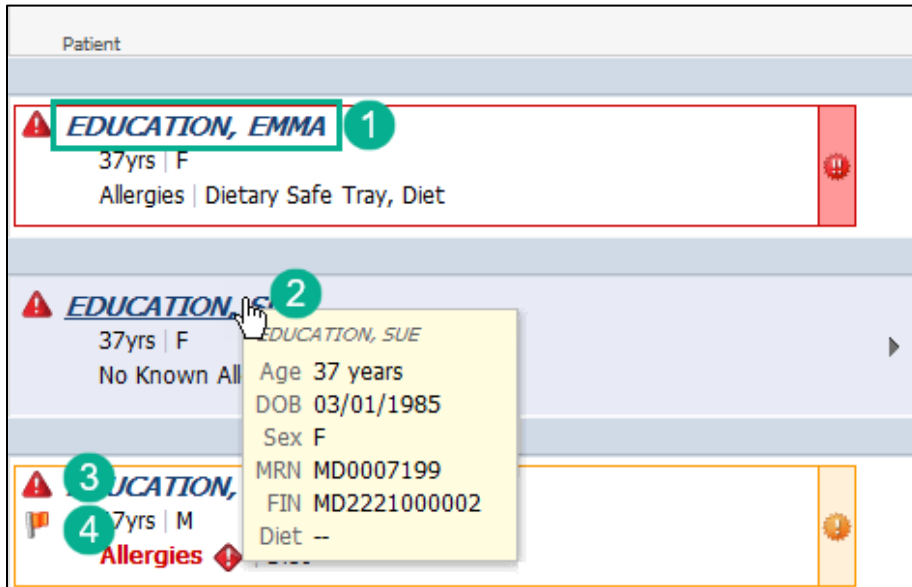 Patient
EDUCATION, EMMA 1
37yrs | F
Allergies | Dietary Safe Tray, Diet
EDUCATION, 2
37yrs | F
No Known All
EDUCATION, SUE
Age 37 years
DOB 03/01/1985
Sex F
MRN MD0007199
FIN MD2221000002
Diet --
3 UCATION,
4 7yrs | M
Allergies